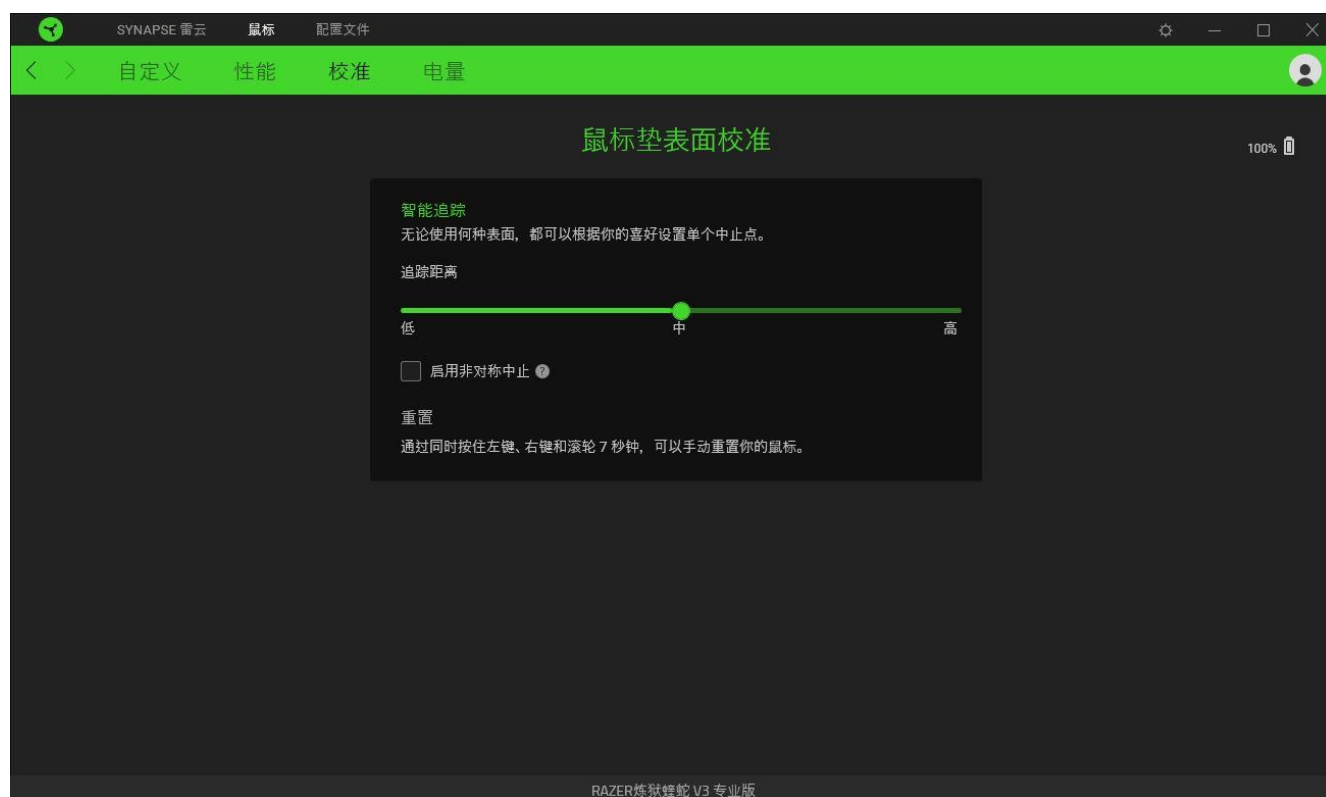 SYNAPSE 雷云 鼠标 配置文件
自定义 性能 校准 电量
鼠标垫表面校准
100%
智能追踪
无论使用何种表面，都可以根据你的喜好设置单个中止点。
追踪距离
低 中 高
启用非对称中止 ?
重置
通过同时按住左键、右键和滚轮 7 秒钟，可以手动重置你的鼠标。
RAZER炼狱蝰蛇 V3 专业版